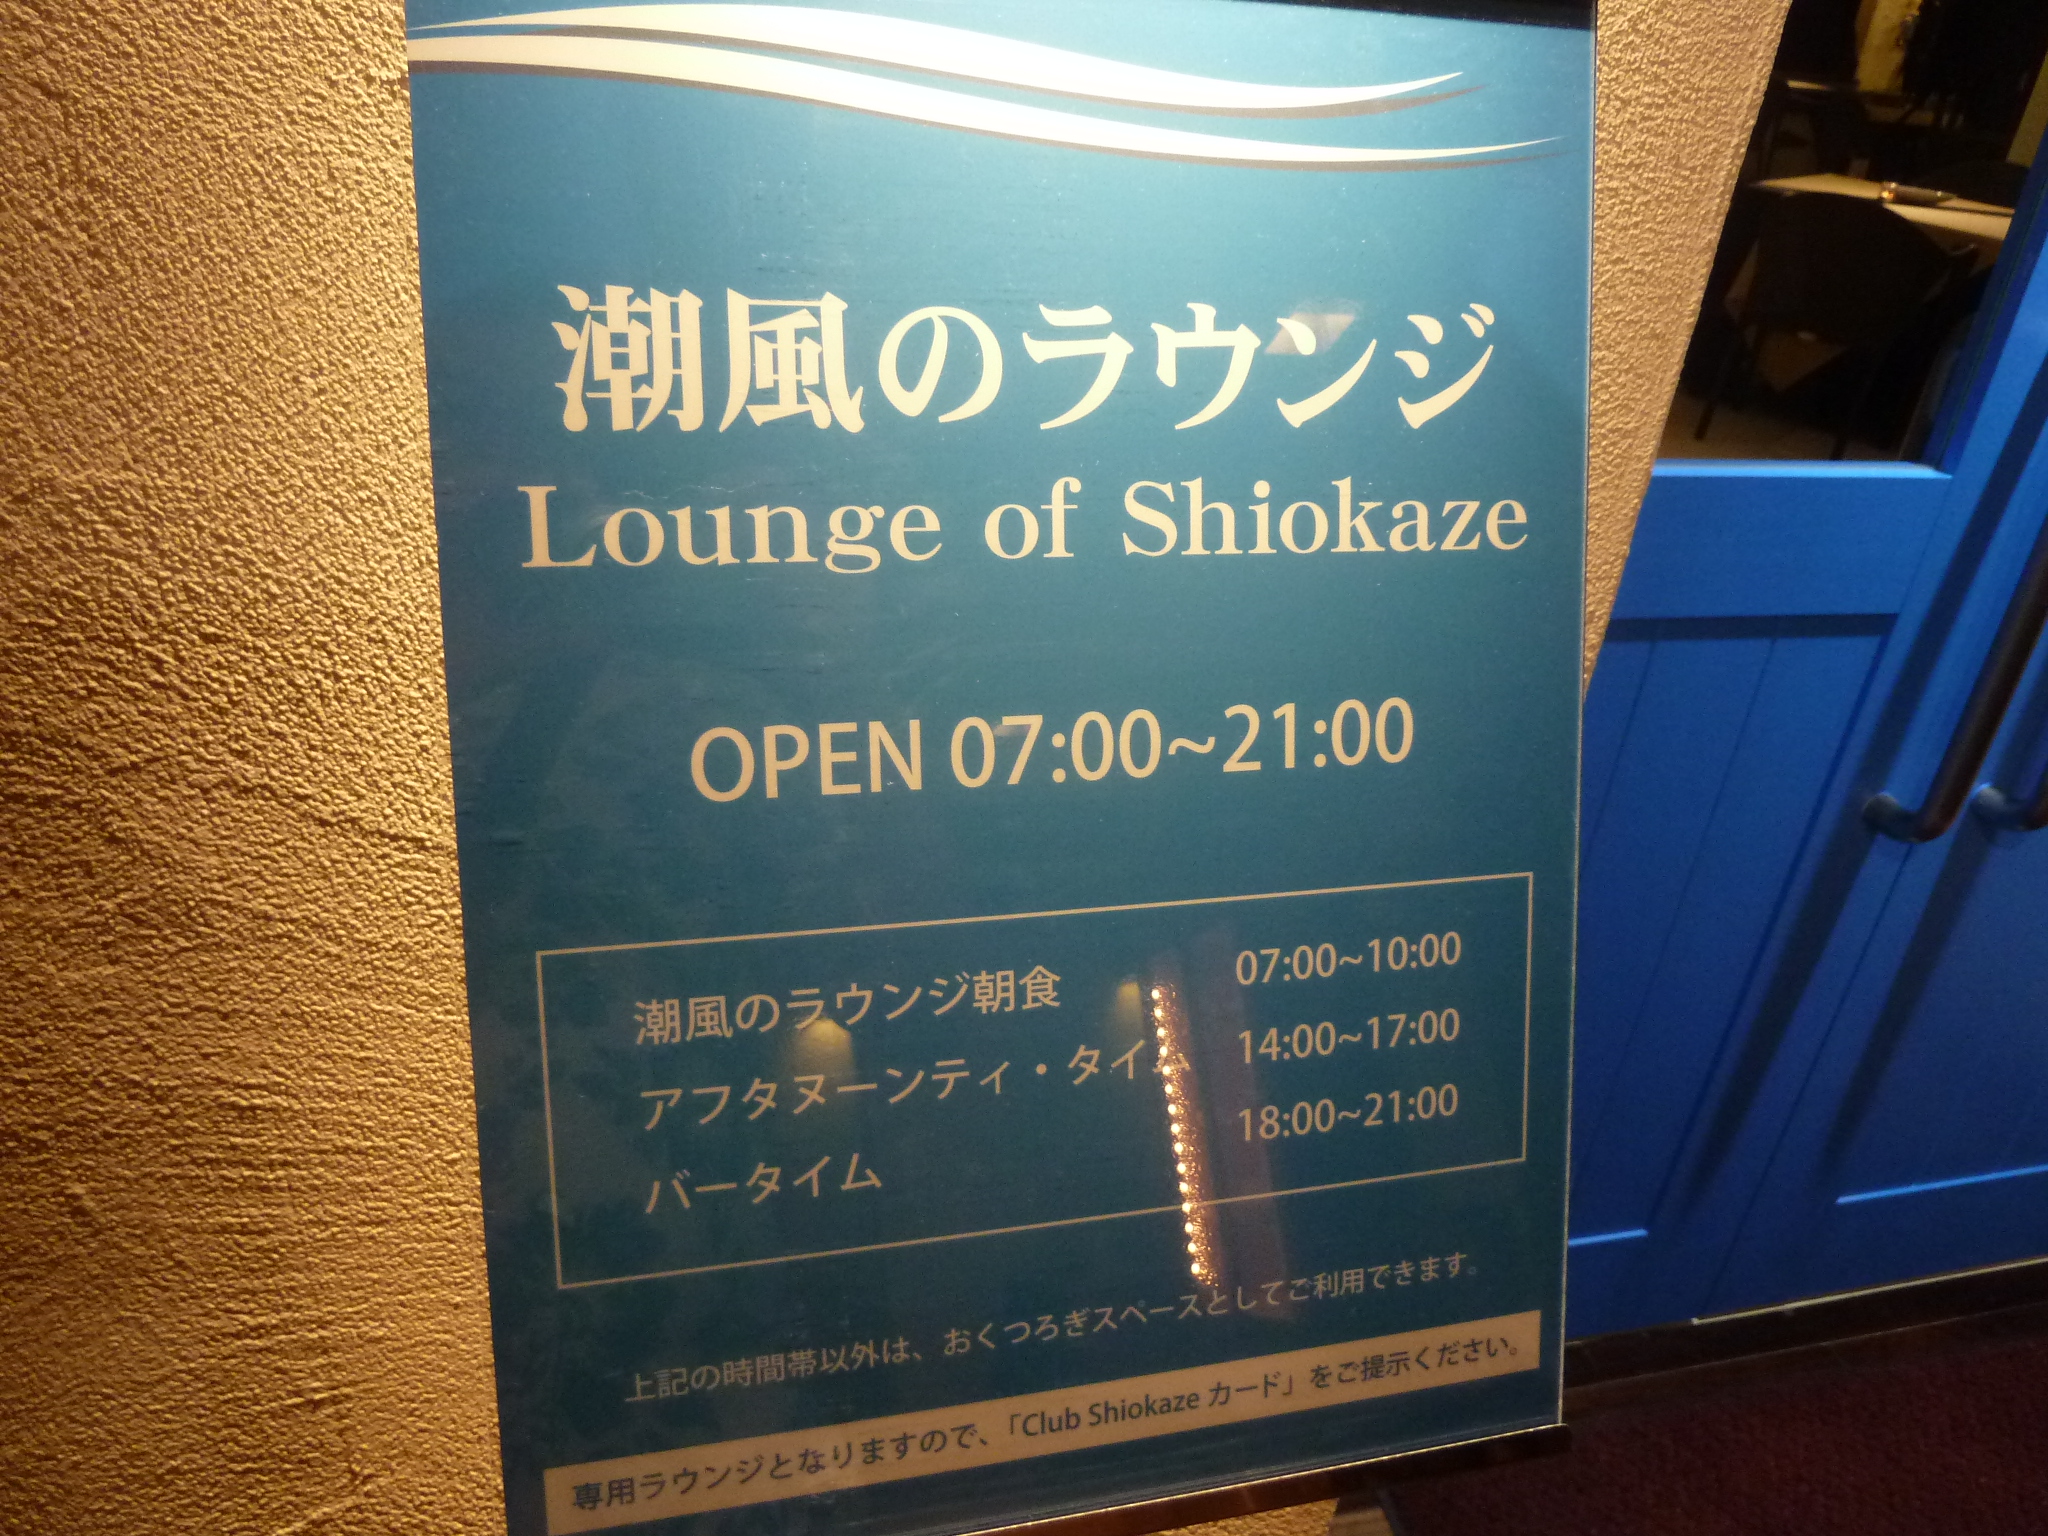 潮風のラウンジ
Lounge of Shiokaze
OPEN 07:00~21:00
潮風のラウンジ朝食 07:00~10:00
アフタヌーンティ・タイム 14:00~17:00
バータイム 18:00~21:00
上記の時間帯以外は、おくつろぎスペースとしてご利用できます。
専用ラウンジとなりますので、「Club Shiokaze カード」をご提示ください。